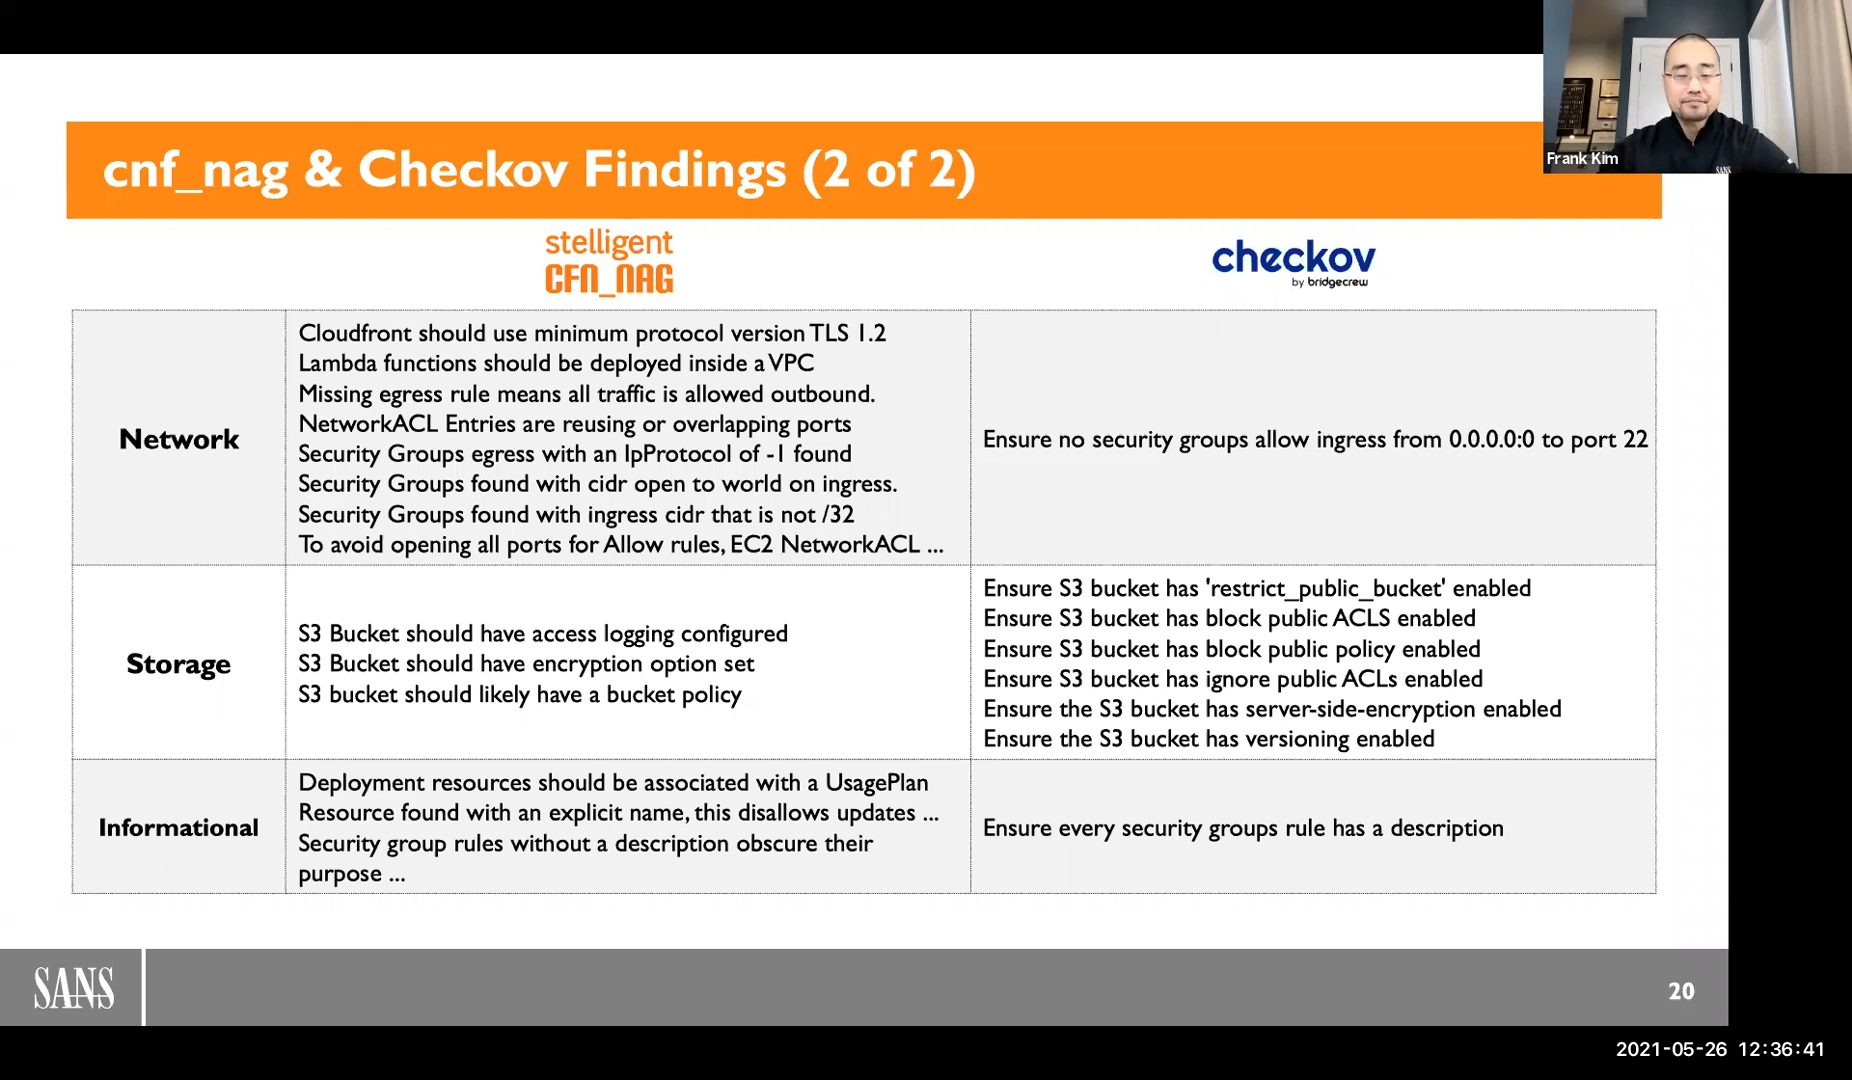 Frank Kim
cnf_nag & Checkov Findings (2 of 2)
stelligent
CFN_NAG
checkov
by bridgecrew
Network
Cloudfront should use minimum protocol version TLS 1.2
Lambda functions should be deployed inside a VPC
Missing egress rule means all traffic is allowed outbound.
NetworkACL Entries are reusing or overlapping ports
Security Groups egress with an IpProtocol of -1 found
Security Groups found with cidr open to world on ingress.
Security Groups found with ingress cidr that is not /32
To avoid opening all ports for Allow rules, EC2 NetworkACL ...
Ensure no security groups allow ingress from 0.0.0.0:0 to port 22
Storage
S3 Bucket should have access logging configured
S3 Bucket should have encryption option set
S3 bucket should likely have a bucket policy
Ensure S3 bucket has 'restrict_public_bucket' enabled
Ensure S3 bucket has block public ACLS enabled
Ensure S3 bucket has block public policy enabled
Ensure S3 bucket has ignore public ACLs enabled
Ensure the S3 bucket has server-side-encryption enabled
Ensure the S3 bucket has versioning enabled
Informational
Deployment resources should be associated with a UsagePlan
Resource found with an explicit name, this disallows updates ...
Security group rules without a description obscure their
purpose ...
Ensure every security groups rule has a description
SANS
20
2021-05-26 12:36:41